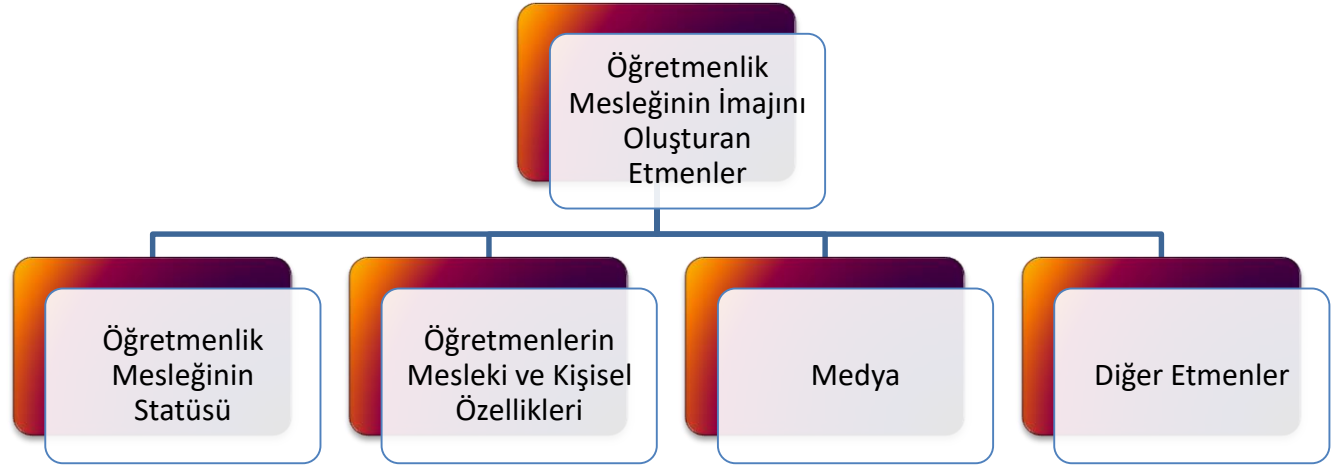 Öğretmenlik
Mesleğinin İmajını
Oluşturan
Etmenler
Öğretmenlik
Mesleğinin
Statüsü
Öğretmenlerin
Mesleki ve Kişisel
Özellikleri
Medya
Diğer Etmenler